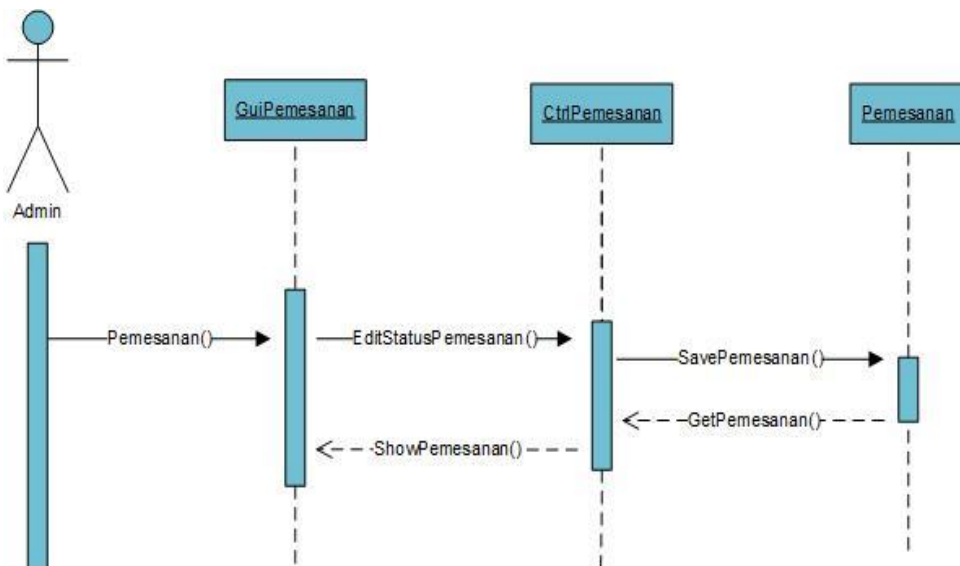 GuiPemesanan
CtrlPemesanan
Pemesanan
Admin
Pemesanan()
EditStatusPemesanan()
SavePemesanan()
GetPemesanan()
ShowPemesanan()